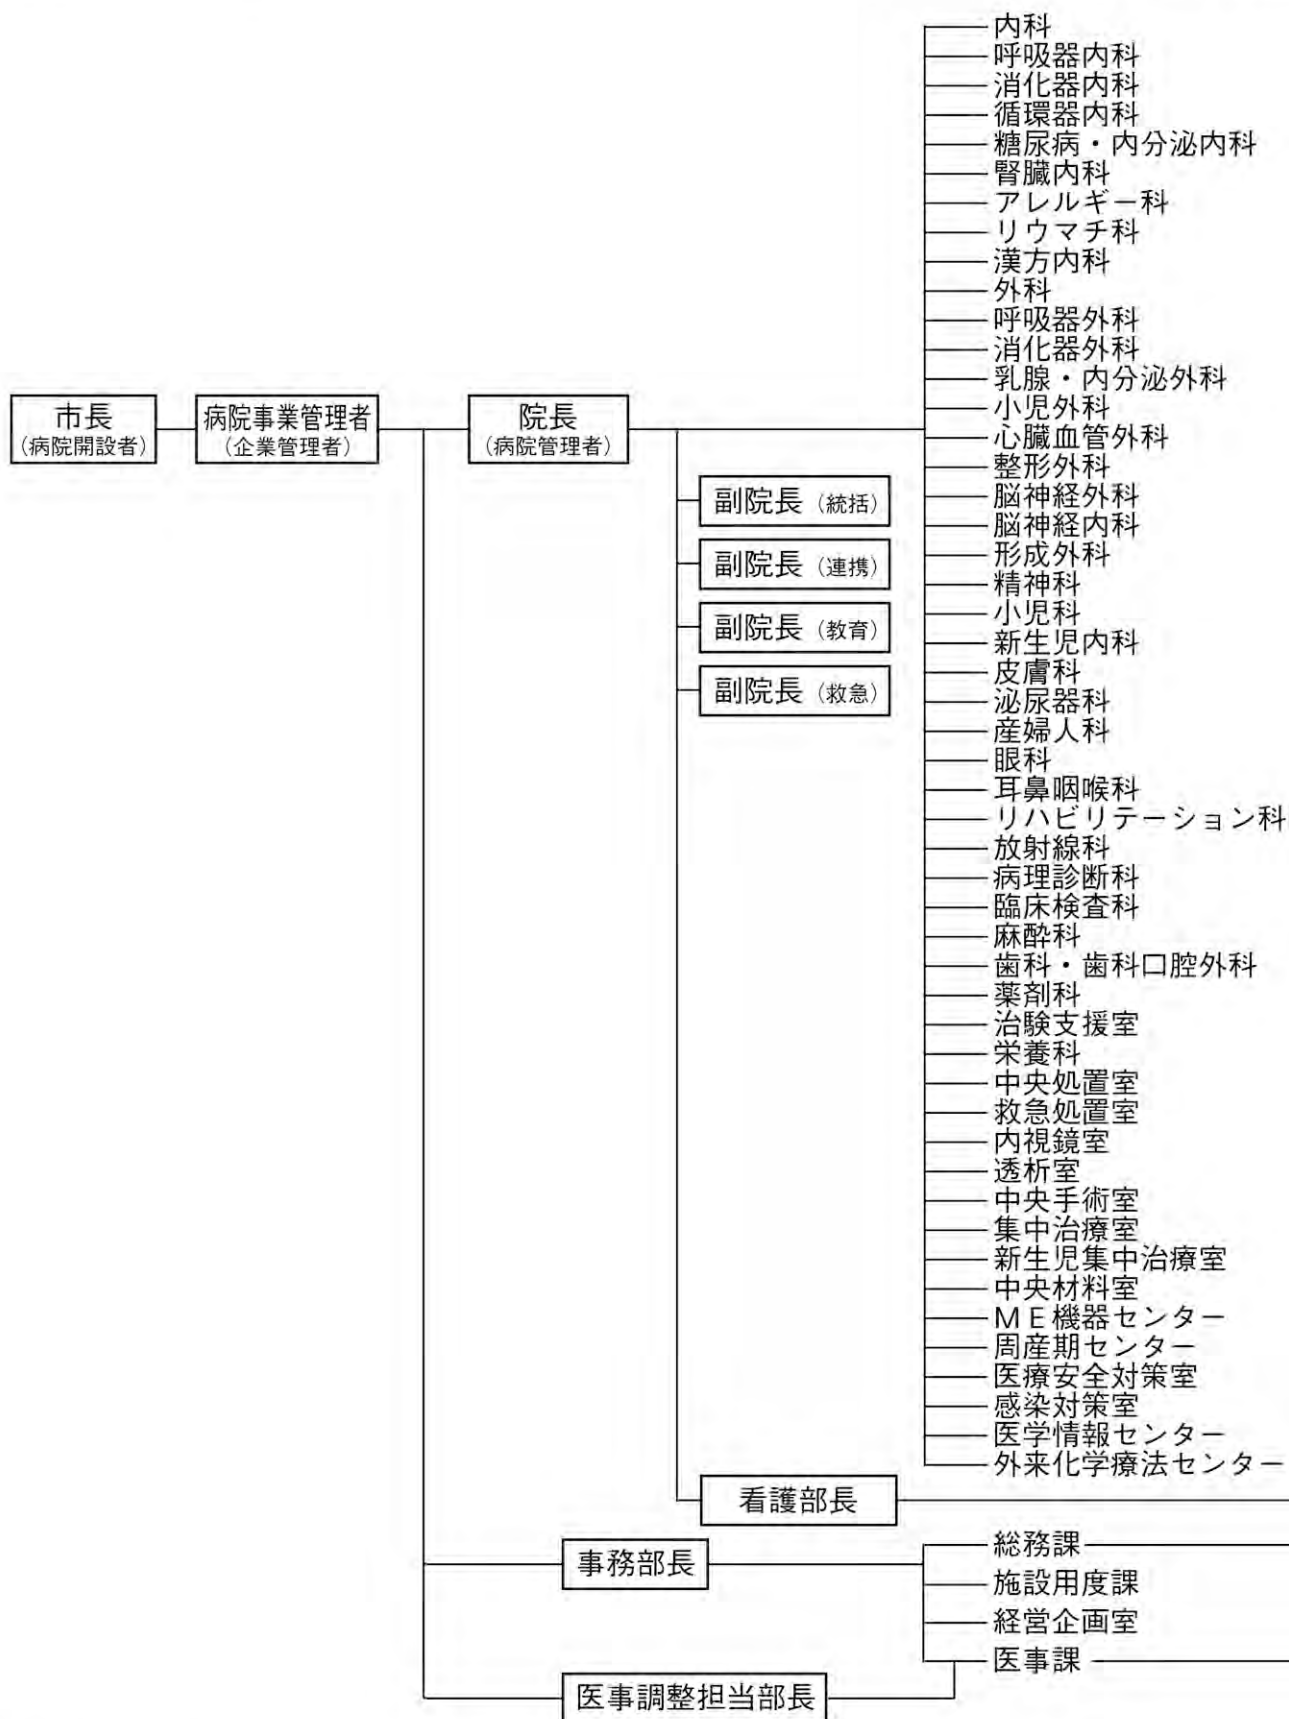 市長
(病院開設者)
病院事業管理者
(企業管理者)
院長
(病院管理者)
副院長 (統括)
副院長 (連携)
副院長 (教育)
副院長 (救急)
内科
呼吸器内科
消化器内科
循環器内科
糖尿病・内分泌内科
腎臓内科
アレルギー科
リウマチ科
漢方内科
外科
呼吸器外科
消化器外科
乳腺・内分泌外科
小児外科
心臓血管外科
整形外科
脳神経外科
脳神経内科
形成外科
精神科
小児科
新生児内科
皮膚科
泌尿器科
産婦人科
眼科
耳鼻咽喉科
リハビリテーション科
放射線科
病理診断科
臨床検査科
麻酔科
歯科・歯科口腔外科
薬剤科
治験支援室
栄養科
中央処置室
救急処置室
内視鏡室
透析室
中央手術室
集中治療室
新生児集中治療室
中央材料室
ＭＥ機器センター
周産期センター
医療安全対策室
感染対策室
医学情報センター
外来化学療法センター
看護部長
事務部長
総務課
施設用度課
経営企画室
医事課
医事調整担当部長